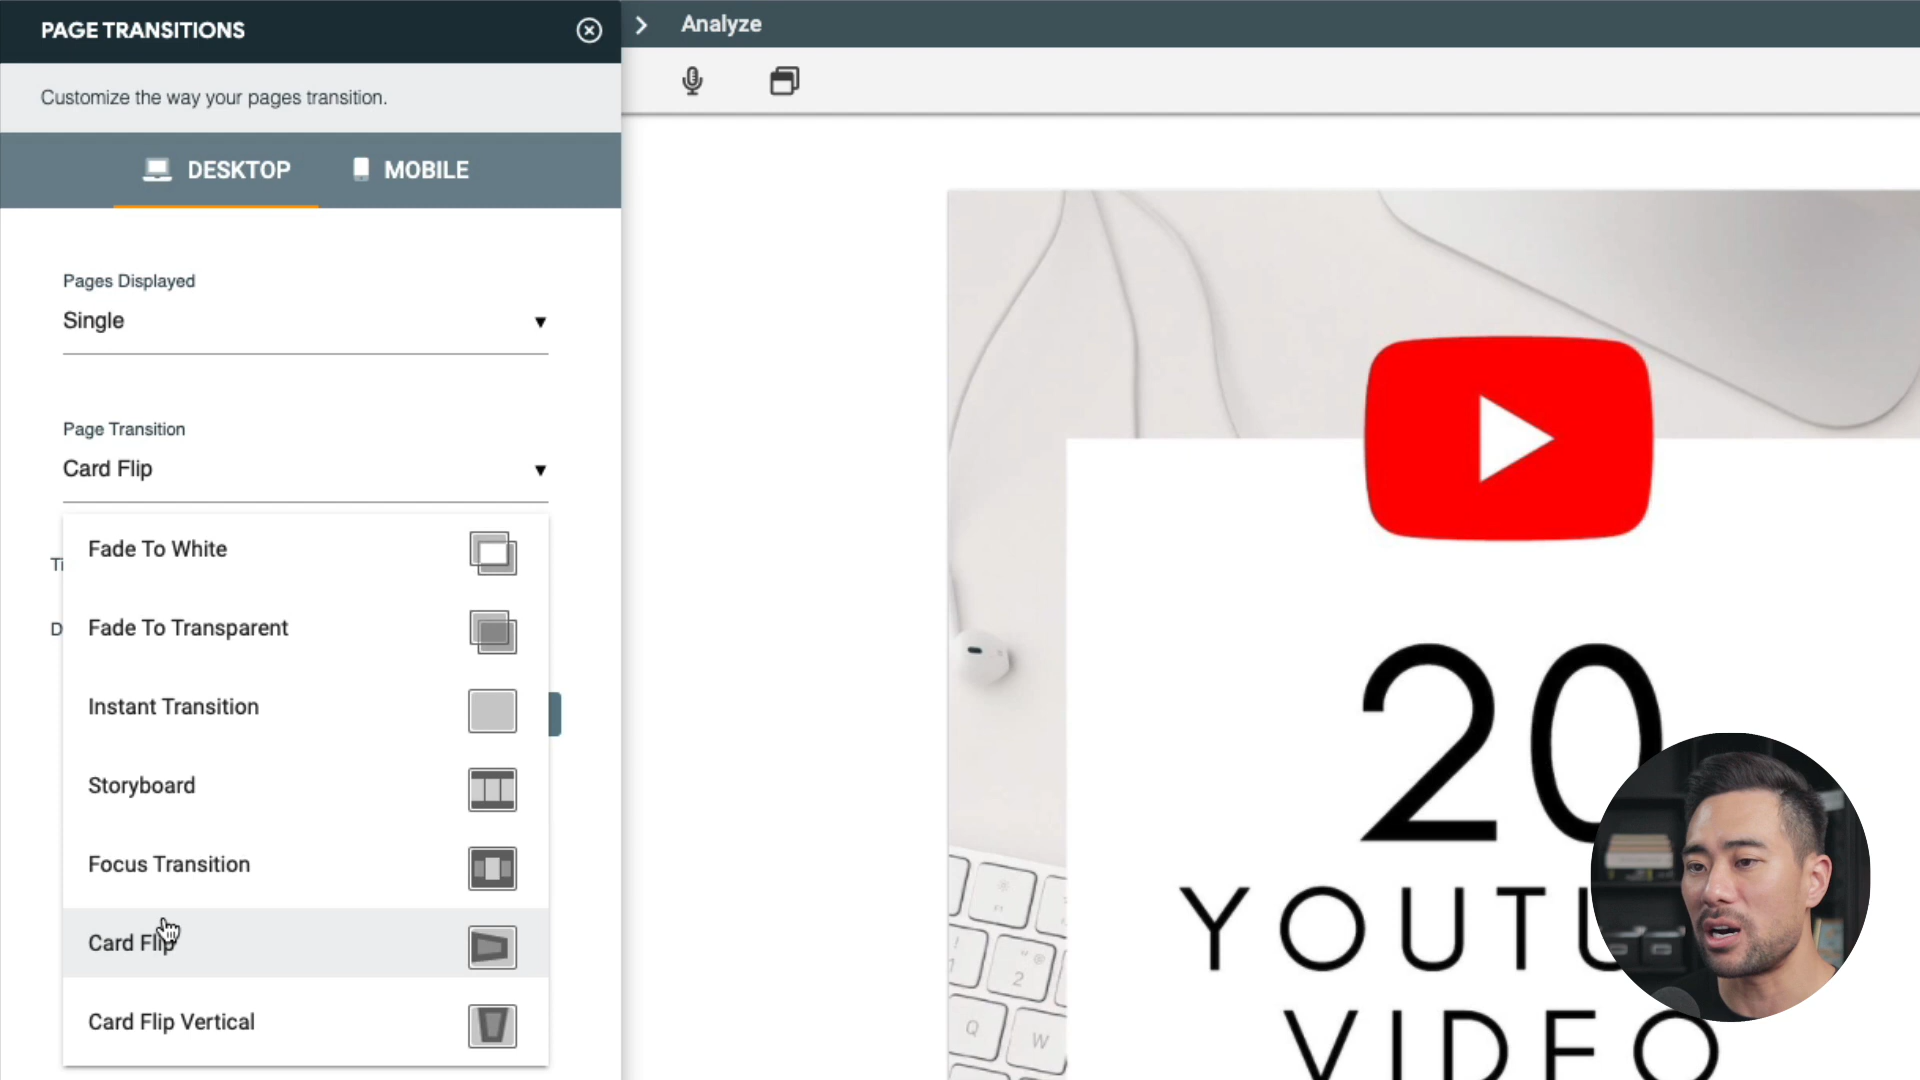 PAGE TRANSITIONS
Analyze
Customize the way your pages transition.
DESKTOP
MOBILE
Pages Displayed
Single
Page Transition
Card Flip
Fade To White
Fade To Transparent
Instant Transition
Storyboard
Focus Transition
Card Flip
Card Flip Vertical
20
VIDEO
2
Q
W